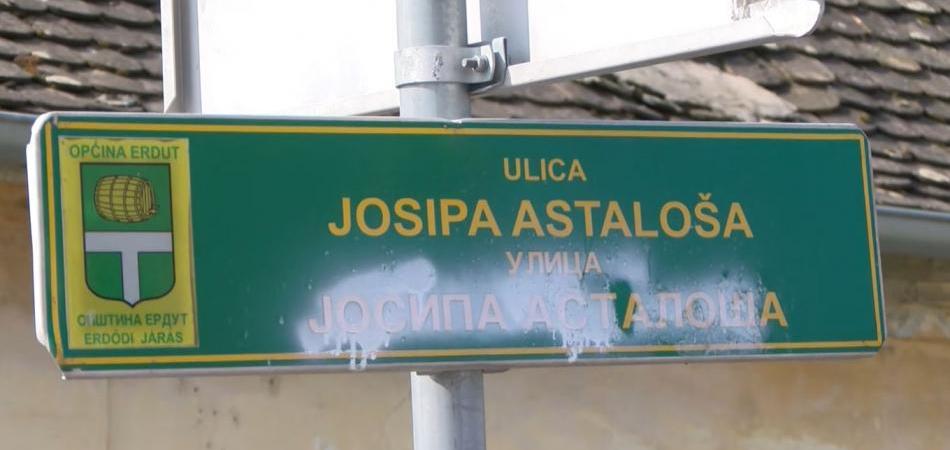 OPĆINA ERDUT
ОПШТИНА ЕРДУТ
ERDŐDI JÁRÁS
ULICA
JOSIPA ASTALOŠA
УЛИЦА
ЈОСИПА АСТАЛОША